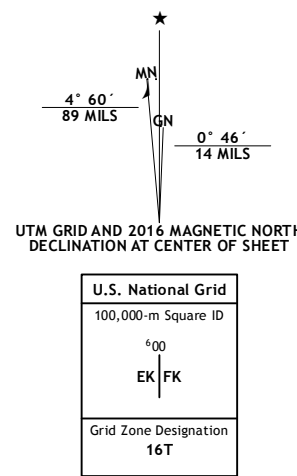 ★
MN
4° 60´
89 MILS
GN
0° 46´
14 MILS
UTM GRID AND 2016 MAGNETIC NORTH
DECLINATION AT CENTER OF SHEET
U.S. National Grid
100,000-m Square ID
⁶00
EK FK
Grid Zone Designation
16T